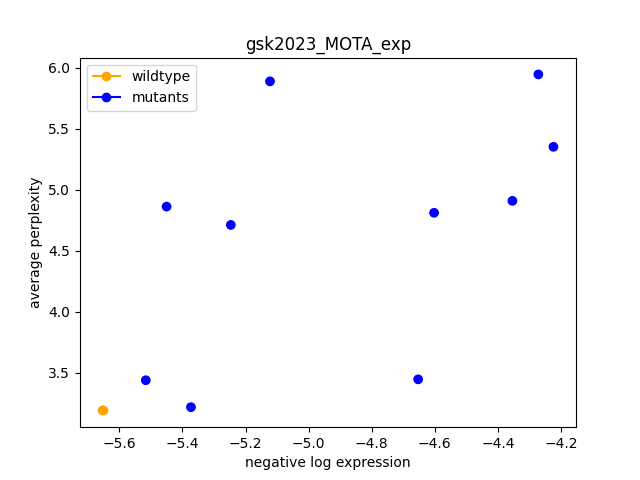 gsk2023_MOTA_exp
wildtype
mutants
6.0
5.5
5.0
4.5
4.0
3.5
average perplexity
−5.6
−5.4
−5.2
−5.0
−4.8
−4.6
−4.4
−4.2
negative log expression